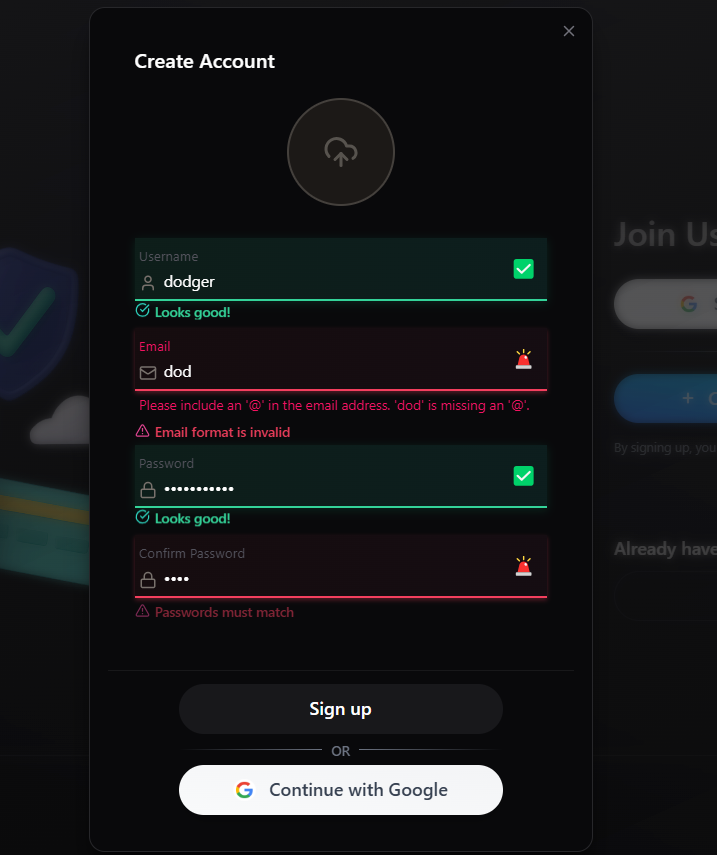 Create Account
Join Us
Username
dodger
Looks good!
Email
dod
Please include an '@' in the email address. 'dod' is missing an '@'.
Email format is invalid
By signing up, you
Password
•••••••••••
Looks good!
Already have
Confirm Password
••••
Passwords must match
Sign up
OR
Continue with Google